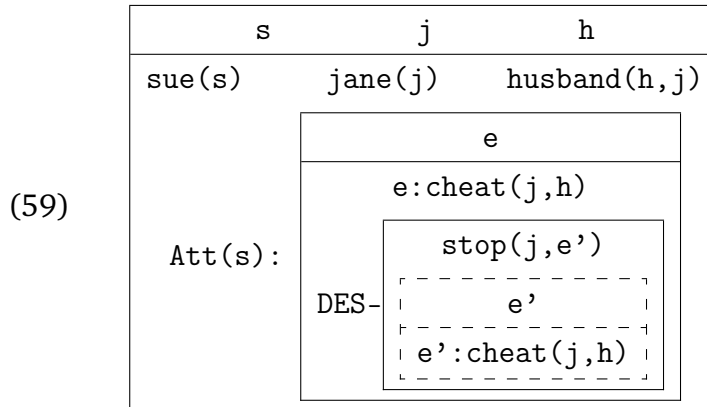 s j h
sue(s) jane(j) husband(h,j)
e
e:cheat(j,h)
(59)
Att(s):
stop(j,e’)
DES-
e’
e’:cheat(j,h)